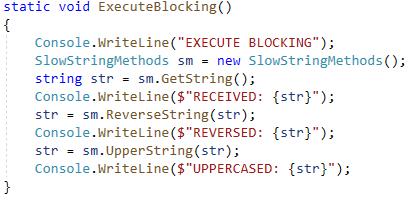 static void ExecuteBlocking()
{
    Console.WriteLine("EXECUTE BLOCKING");
    SlowStringMethods sm = new SlowStringMethods();
    string str = sm.GetString();
    Console.WriteLine($"RECEIVED: {str}");
    str = sm.ReverseString(str);
    Console.WriteLine($"REVERSED: {str}");
    str = sm.UpperString(str);
    Console.WriteLine($"UPPERCASED: {str}");
}